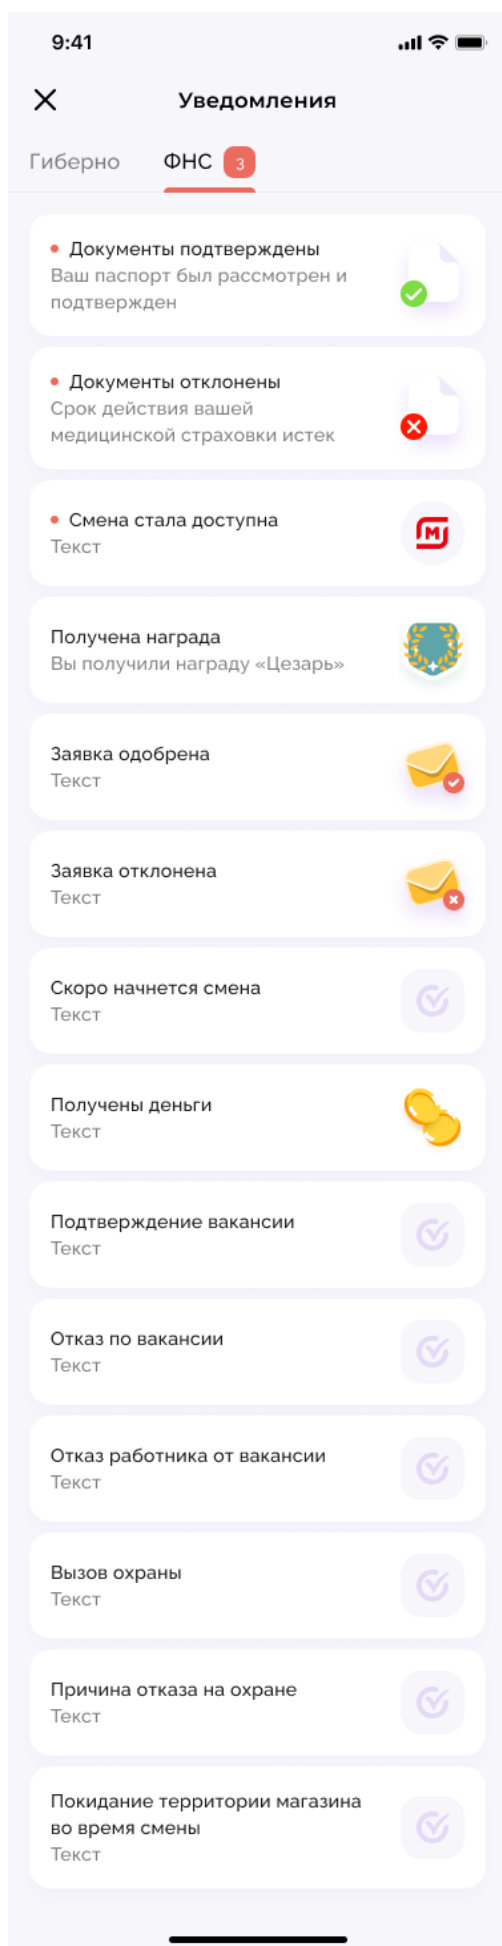 9:41
Уведомления
Гиберно ФНС 3
Документы подтверждены
Ваш паспорт был рассмотрен и
подтвержден
Документы отклонены
Срок действия вашей
медицинской страховки истек
Смена стала доступна
Текст
М
Получена награда
Вы получили награду «Цезарь»
Заявка одобрена
Текст
Заявка отклонена
Текст
Скоро начнется смена
Текст
Получены деньги
Текст
Подтверждение вакансии
Текст
Отказ по вакансии
Текст
Отказ работника от вакансии
Текст
Вызов охраны
Текст
Причина отказа на охране
Текст
Покидание территории магазина
во время смены
Текст